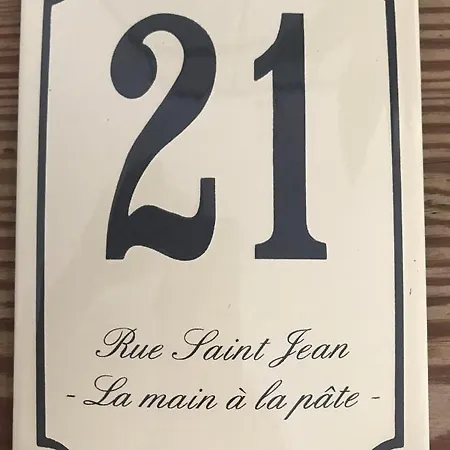 21
Rue Saint Jean
- La main à la pâte -